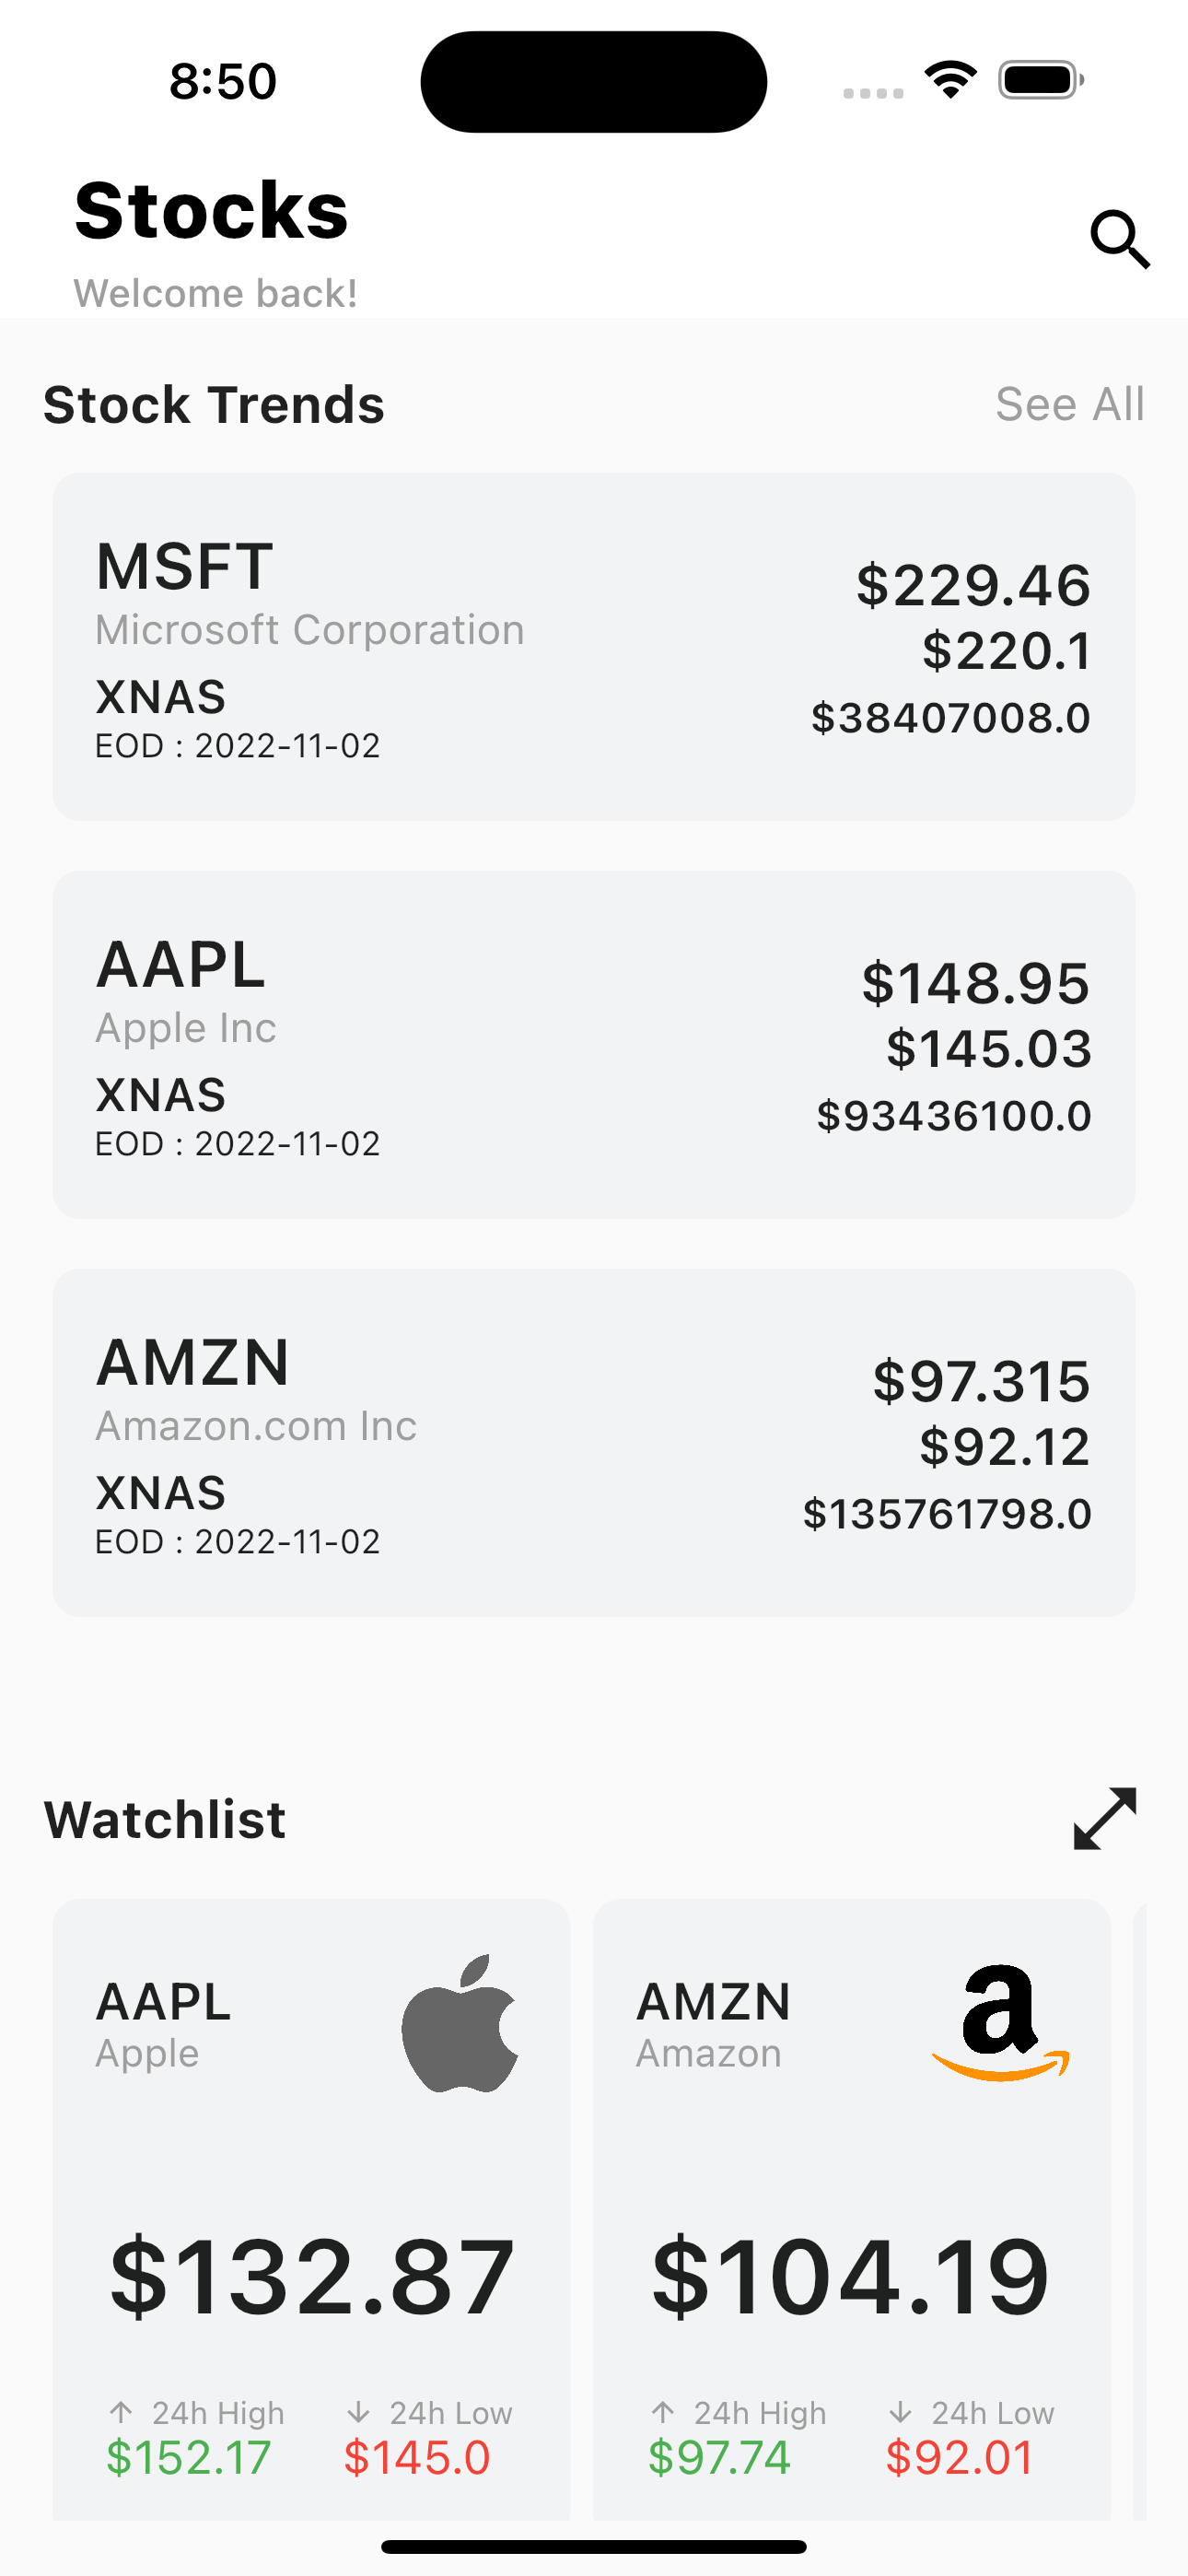 8:50
Stocks
Welcome back!
Stock Trends See All
MSFT
Microsoft Corporation
XNAS
EOD : 2022-11-02
$229.46
$220.1
$38407008.0
AAPL
Apple Inc
XNAS
EOD : 2022-11-02
$148.95
$145.03
$93436100.0
AMZN
Amazon.com Inc
XNAS
EOD : 2022-11-02
$97.315
$92.12
$135761798.0
Watchlist
AAPL
Apple
$132.87
↑ 24h High ↓ 24h Low
$152.17 $145.0
AMZN
Amazon
a
$104.19
↑ 24h High ↓ 24h Low
$97.74 $92.01